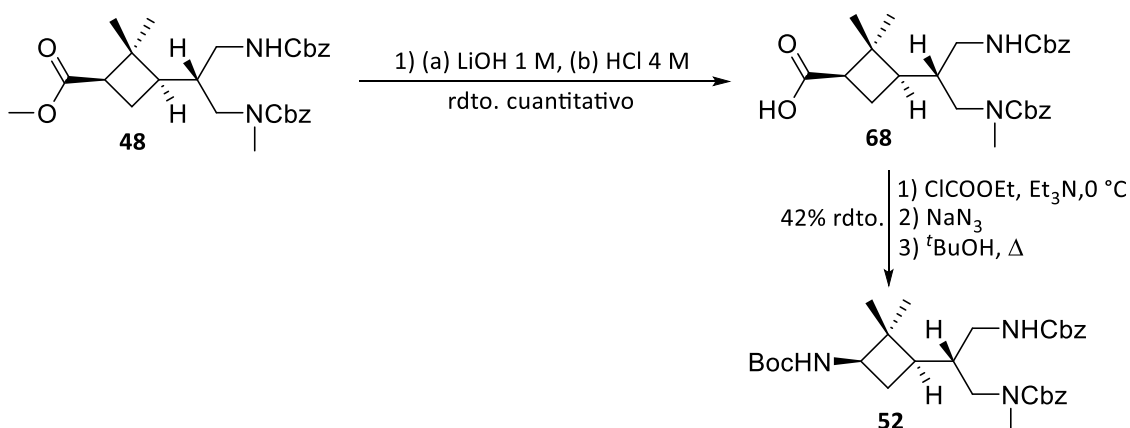 O
O
H
NHCbz
H
NCbz
48
1) (a) LiOH 1 M, (b) HCl 4 M
rdto. cuantitativo
O
HO
H
NHCbz
H
NCbz
68
42% rdto.
1) ClCOOEt, Et₃N,0 °C
2) NaN₃
3) ᵗBuOH, Δ
BocHN
H
NHCbz
H
NCbz
52